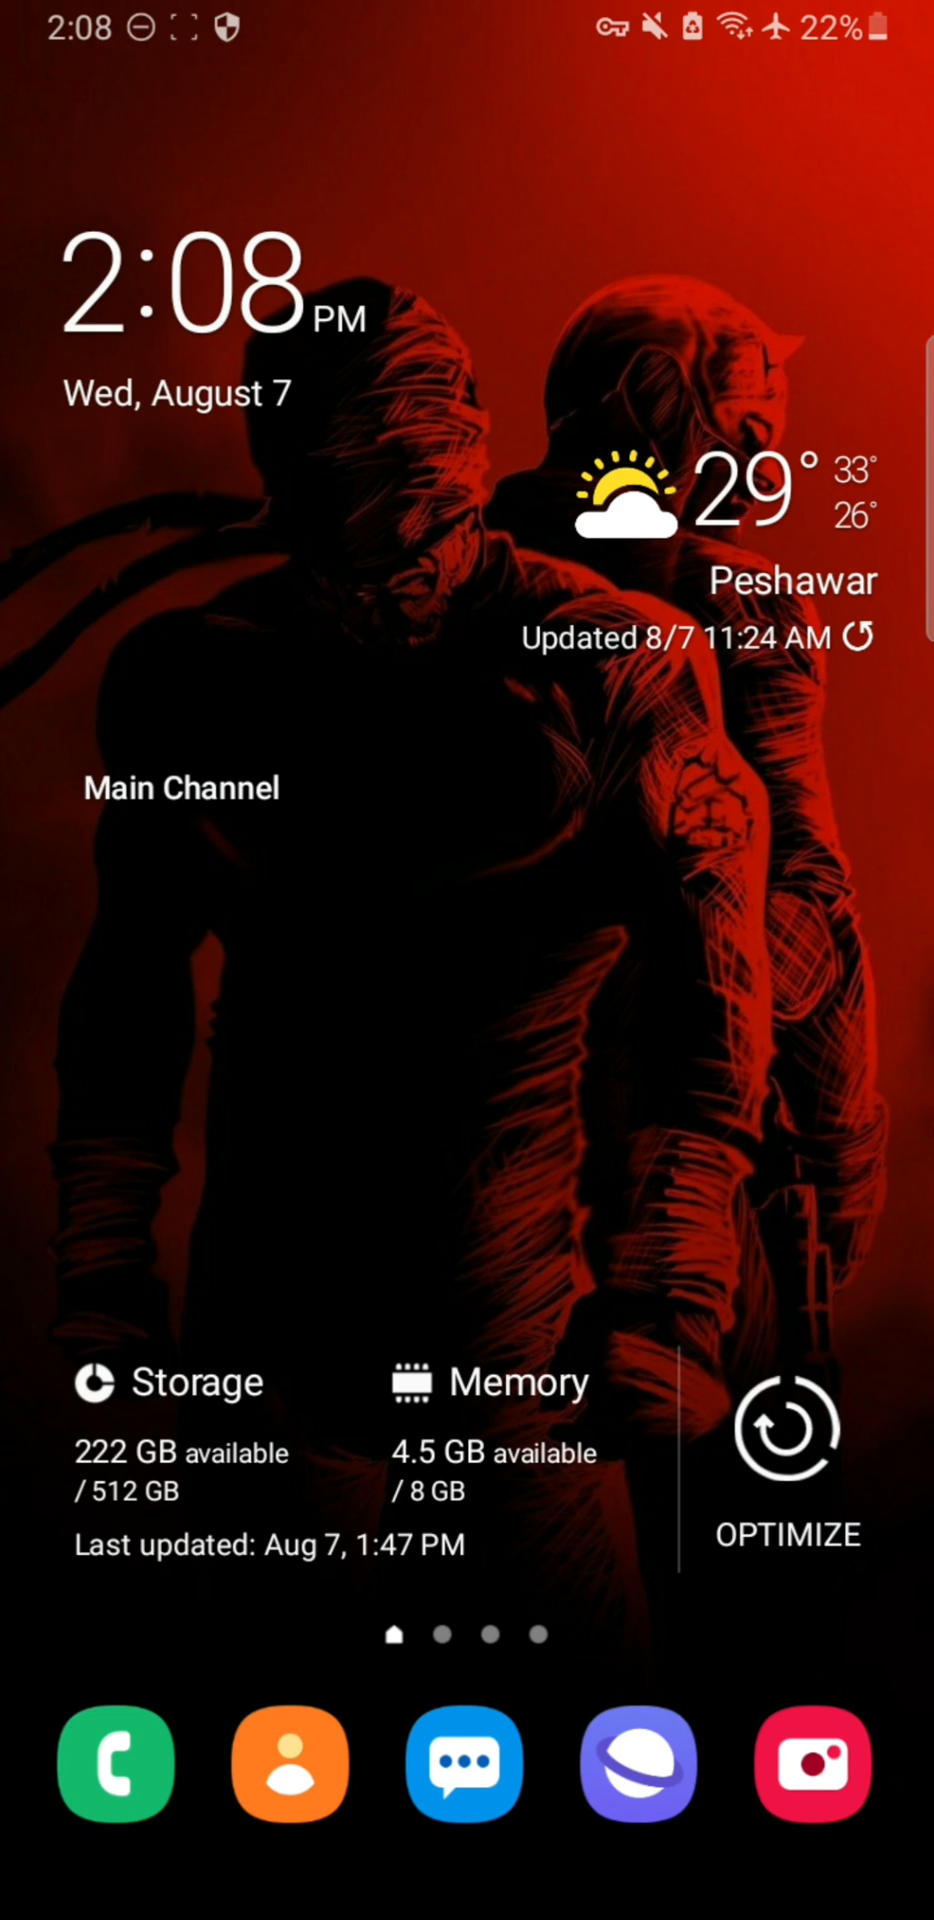 2:08 22%
2:08 PM
Wed, August 7
29° 33°
26°
Peshawar
Updated 8/7 11:24 AM
Main Channel
Storage Memory
222 GB available 4.5 GB available
/ 512 GB / 8 GB
Last updated: Aug 7, 1:47 PM
OPTIMIZE